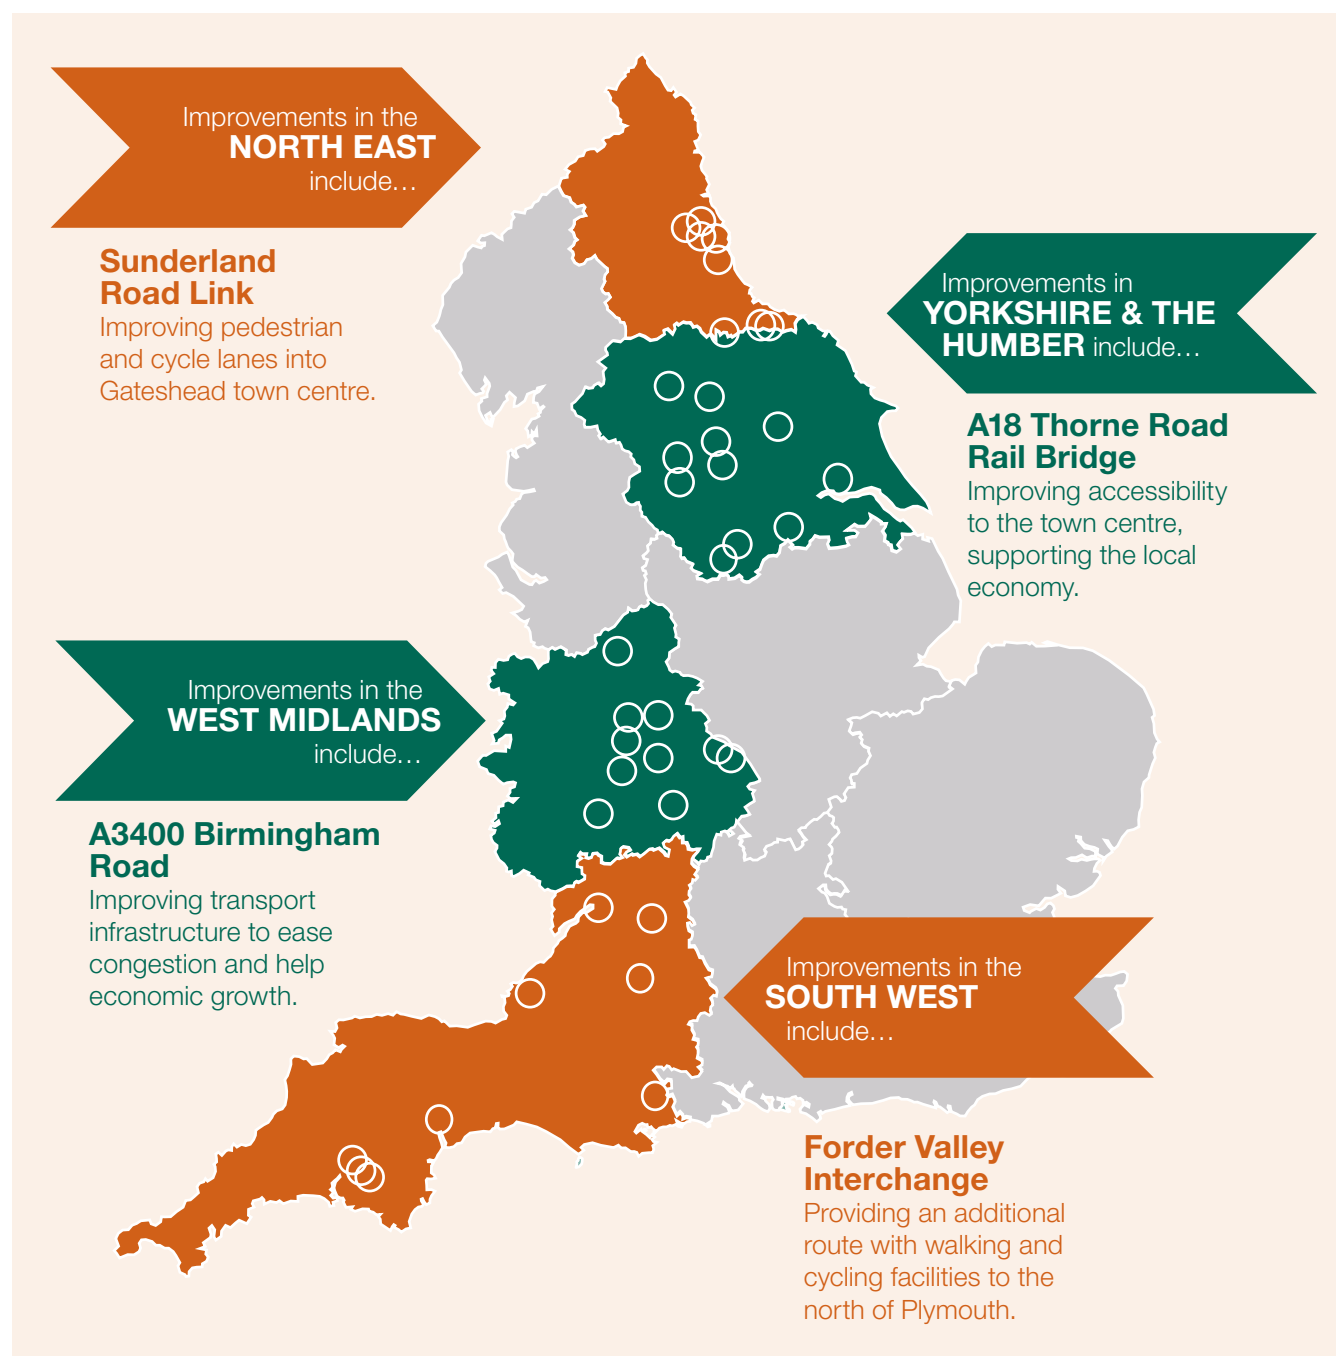 Improvements in the
NORTH EAST
include…
Sunderland
Road Link
Improving pedestrian
and cycle lanes into
Gateshead town centre.
Improvements in
YORKSHIRE & THE
HUMBER include…
A18 Thorne Road
Rail Bridge
Improving accessibility
to the town centre,
supporting the local
economy.
Improvements in the
WEST MIDLANDS
include…
A3400 Birmingham
Road
Improving transport
infrastructure to ease
congestion and help
economic growth.
Improvements in the
SOUTH WEST
include…
Forder Valley
Interchange
Providing an additional
route with walking and
cycling facilities to the
north of Plymouth.